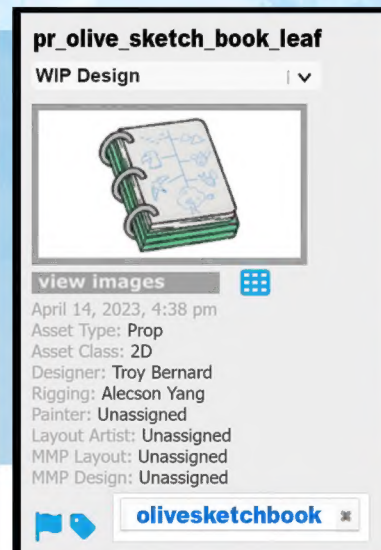 pr_olive_sketch_book_leaf
WIP Design
view images
April 14, 2023, 4:38 pm
Asset Type: Prop
Asset Class: 2D
Designer: Troy Bernard
Rigging: Alecson Yang
Painter: Unassigned
Layout Artist: Unassigned
MMP Layout: Unassigned
MMP Design: Unassigned
olivesketchbook